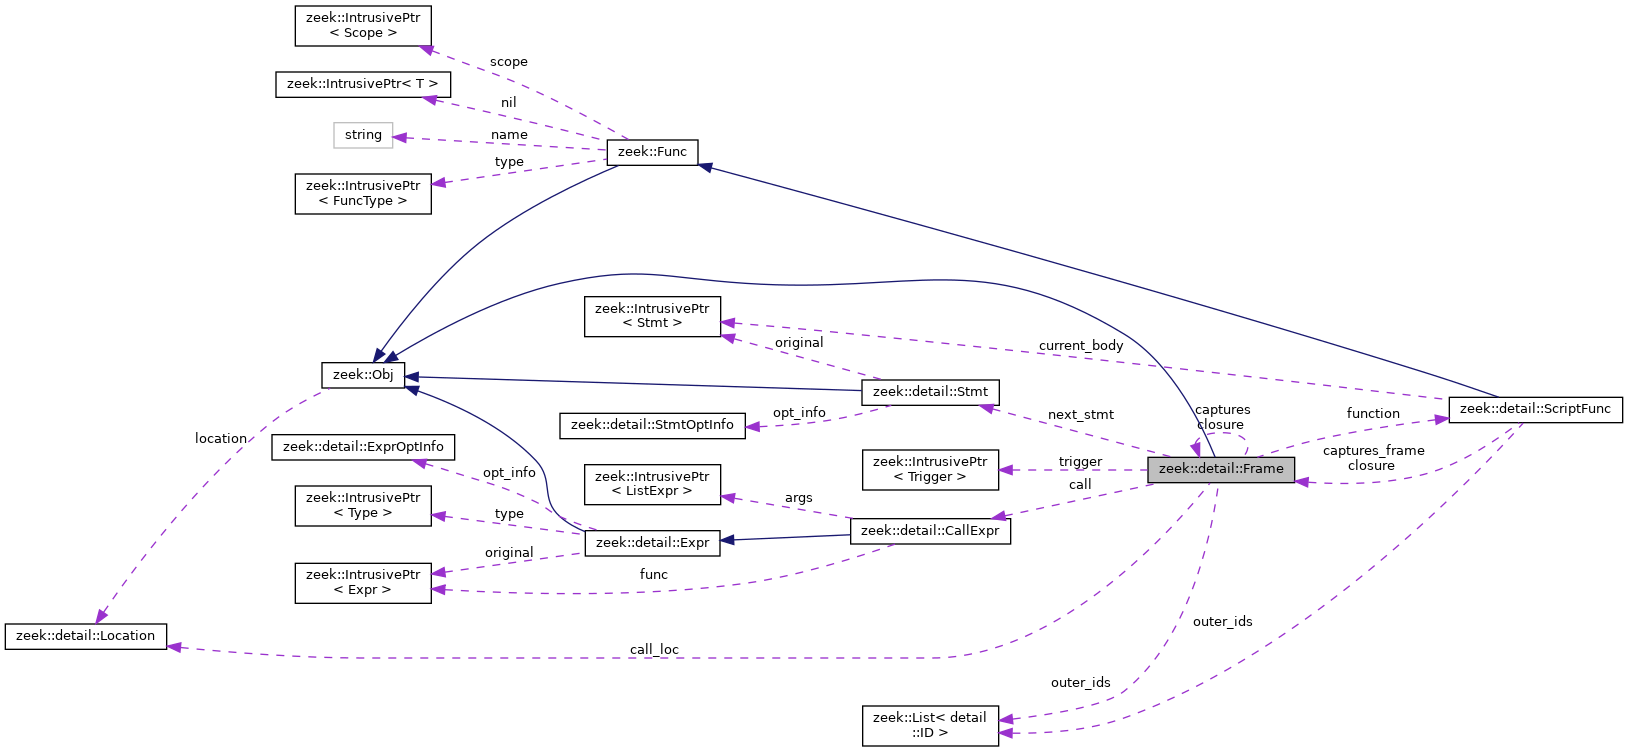 zeek::IntrusivePtr
< Scope >
scope
zeek::IntrusivePtr< T >
nil
string
name
zeek::Func
type
zeek::IntrusivePtr
< FuncType >
zeek::IntrusivePtr
< Stmt >
original
current_body
zeek::Obj
zeek::detail::Stmt
zeek::detail::ScriptFunc
captures
closure
function
next_stmt
opt_info
zeek::detail::StmtOptInfo
location
zeek::detail::ExprOptInfo
captures_frame
closure
zeek::IntrusivePtr
< Trigger >
trigger
zeek::detail::Frame
opt_info
zeek::IntrusivePtr
< ListExpr >
args
call
zeek::IntrusivePtr
< Type >
type
zeek::detail::CallExpr
zeek::detail::Expr
original
func
zeek::IntrusivePtr
< Expr >
zeek::detail::Location
call_loc
outer_ids
outer_ids
zeek::List< detail
::ID >